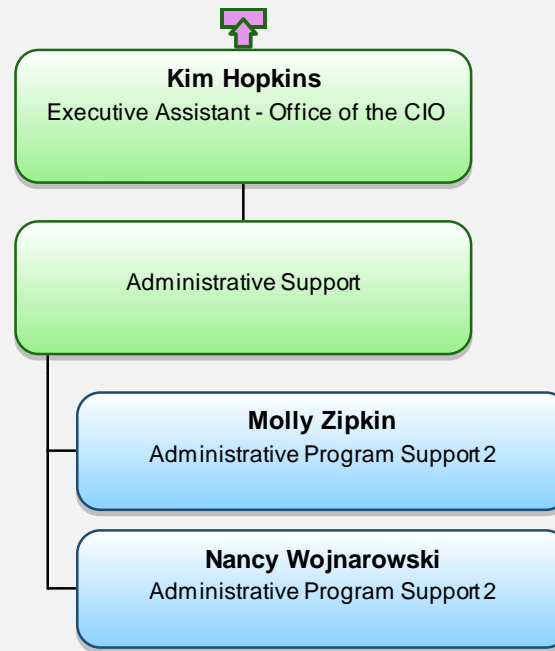 Kim Hopkins
Executive Assistant - Office of the CIO
Administrative Support
Molly Zipkin
Administrative Program Support 2
Nancy Wojnarowski
Administrative Program Support 2